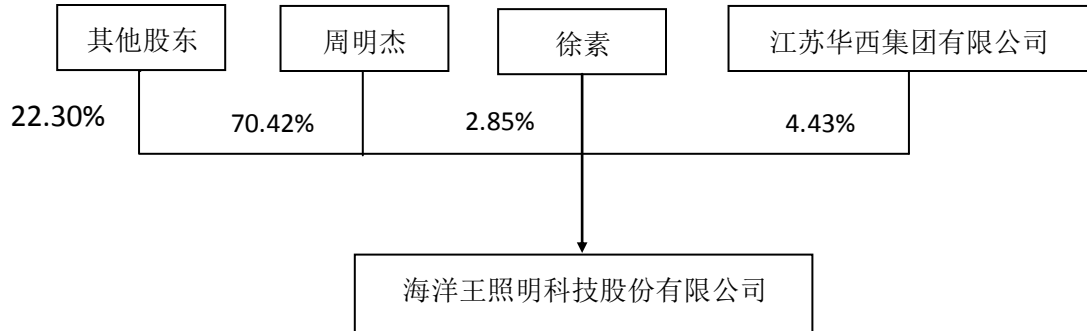 其他股东
周明杰
徐素
江苏华西集团有限公司
22.30%
70.42%
2.85%
4.43%
海洋王照明科技股份有限公司